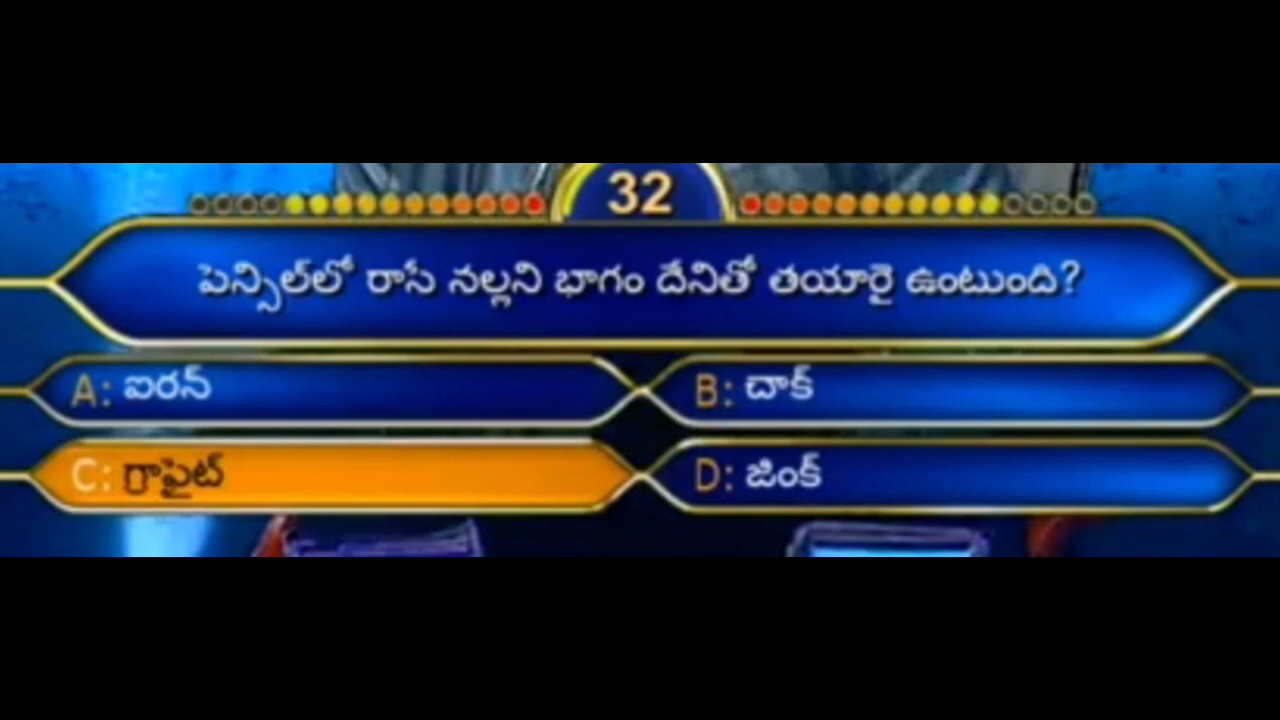 32
పెన్సిల్‌లో రాసే నల్లని భాగం దేనితో తయారై ఉంటుంది?
A: ఐరన్
B: చాక్
C: గ్రాఫైట్
D: జింక్